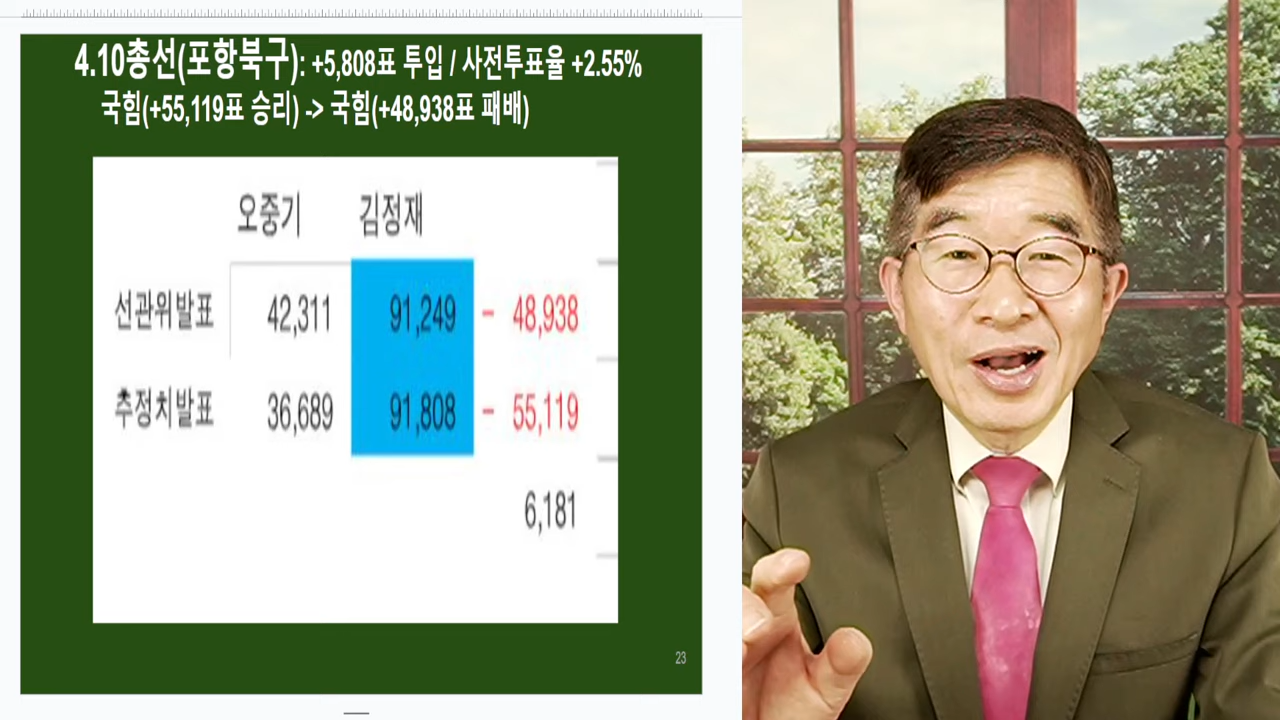 4.10총선(포항북구): +5,808표 투입 / 사전투표율 +2.55%
국힘(+55,119표 승리) -> 국힘(+48,938표 패배)
오중기 김정재
선관위발표 42,311 91,249 - 48,938
추정치발표 36,689 91,808 - 55,119
6,181
23